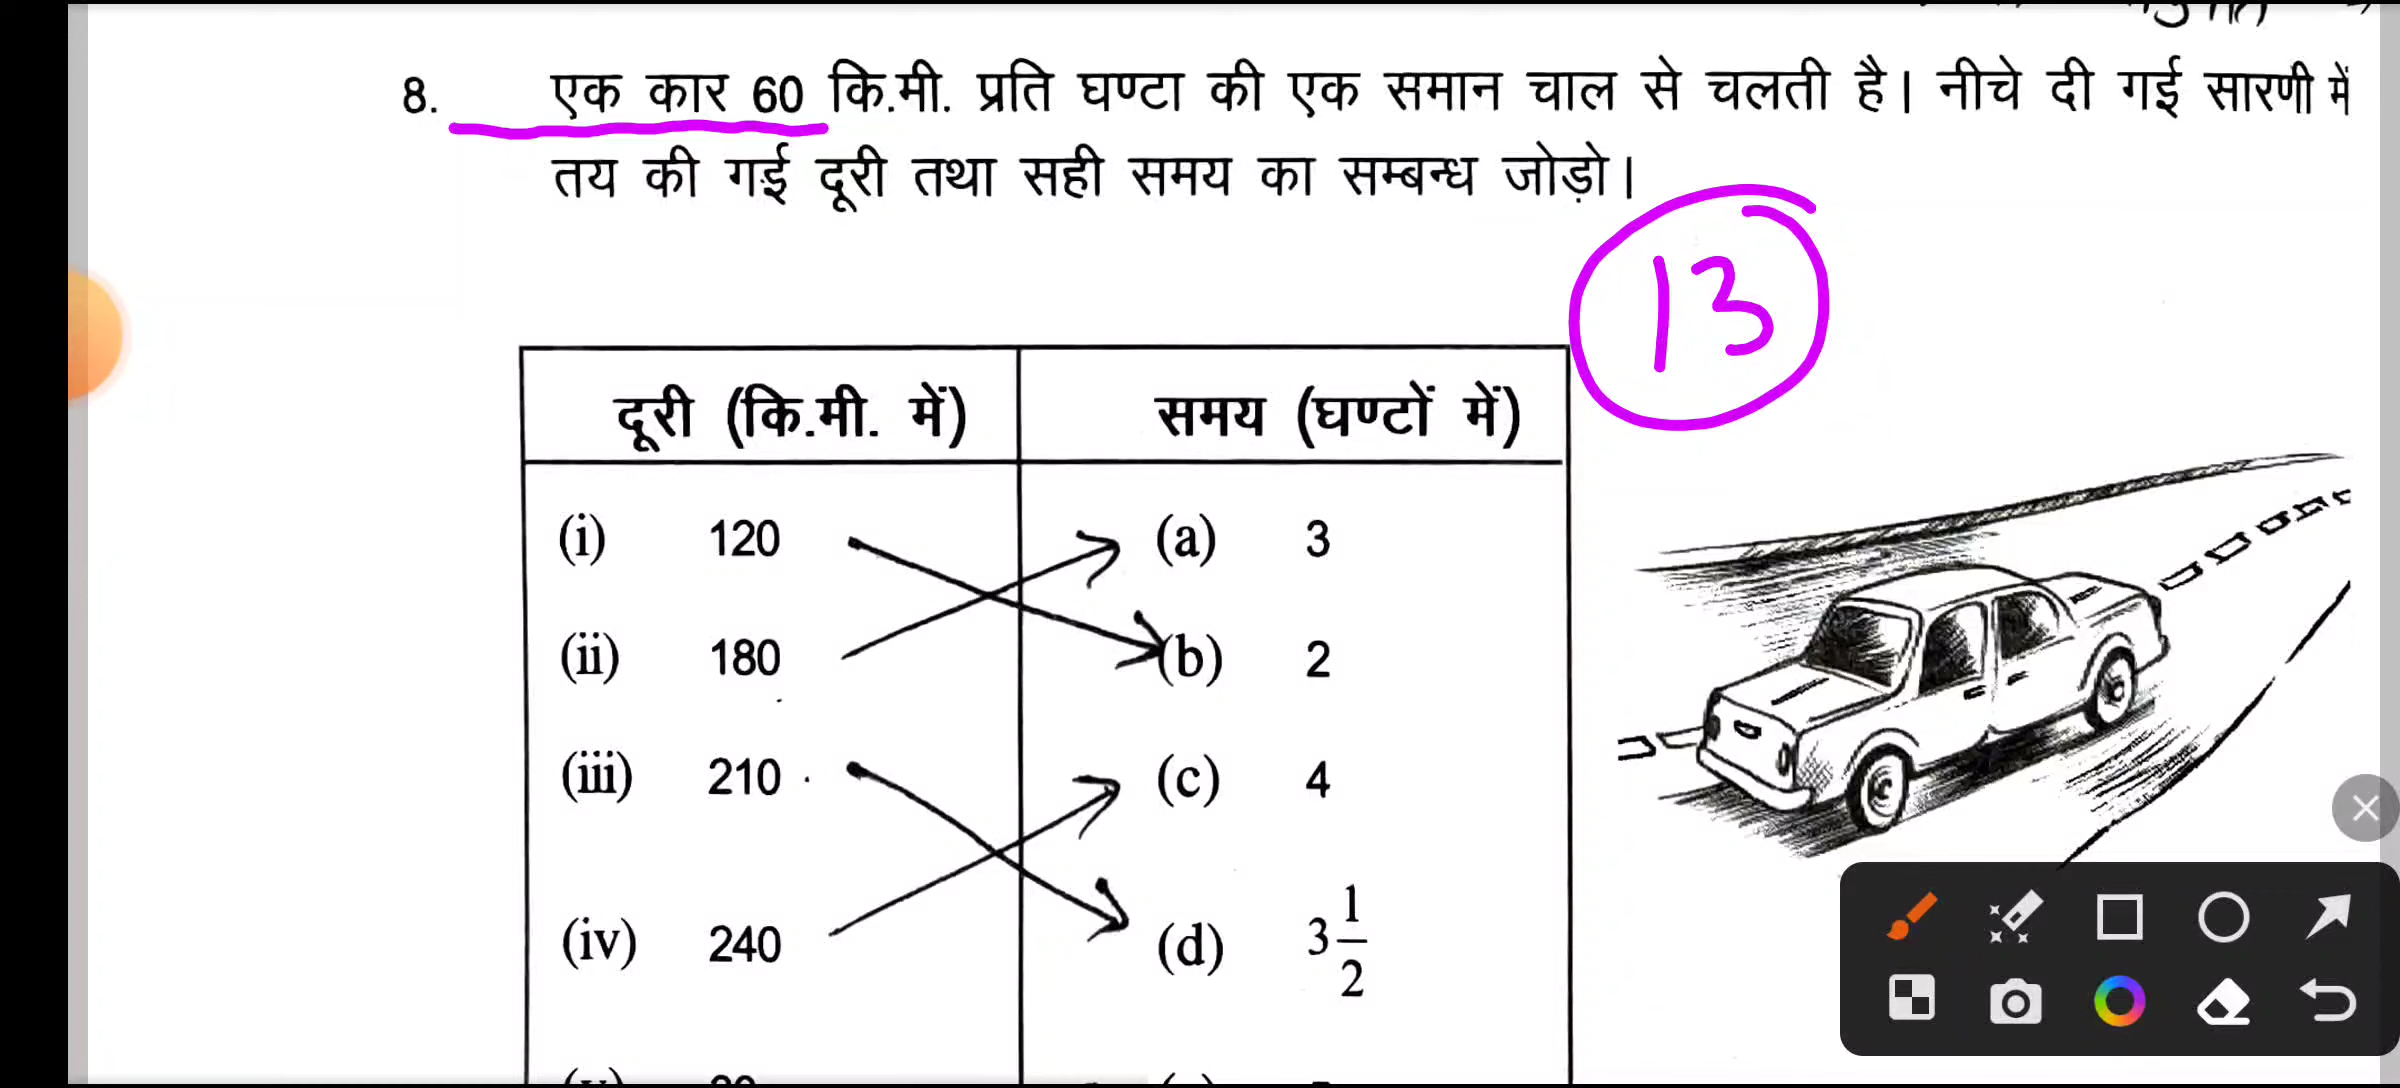 8. एक कार 60 कि.मी. प्रति घण्टा की एक समान चाल से चलती है। नीचे दी गई सारणी में
तय की गई दूरी तथा सही समय का सम्बन्ध जोड़ो।
13
दूरी (कि.मी. में) समय (घण्टों में)
(i) 120 (a) 3
(ii) 180 (b) 2
(iii) 210 (c) 4
(iv) 240 (d) 3 1/2